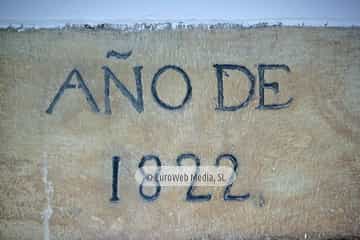 AÑO DE
1822.
© EuroWeb Media, SL